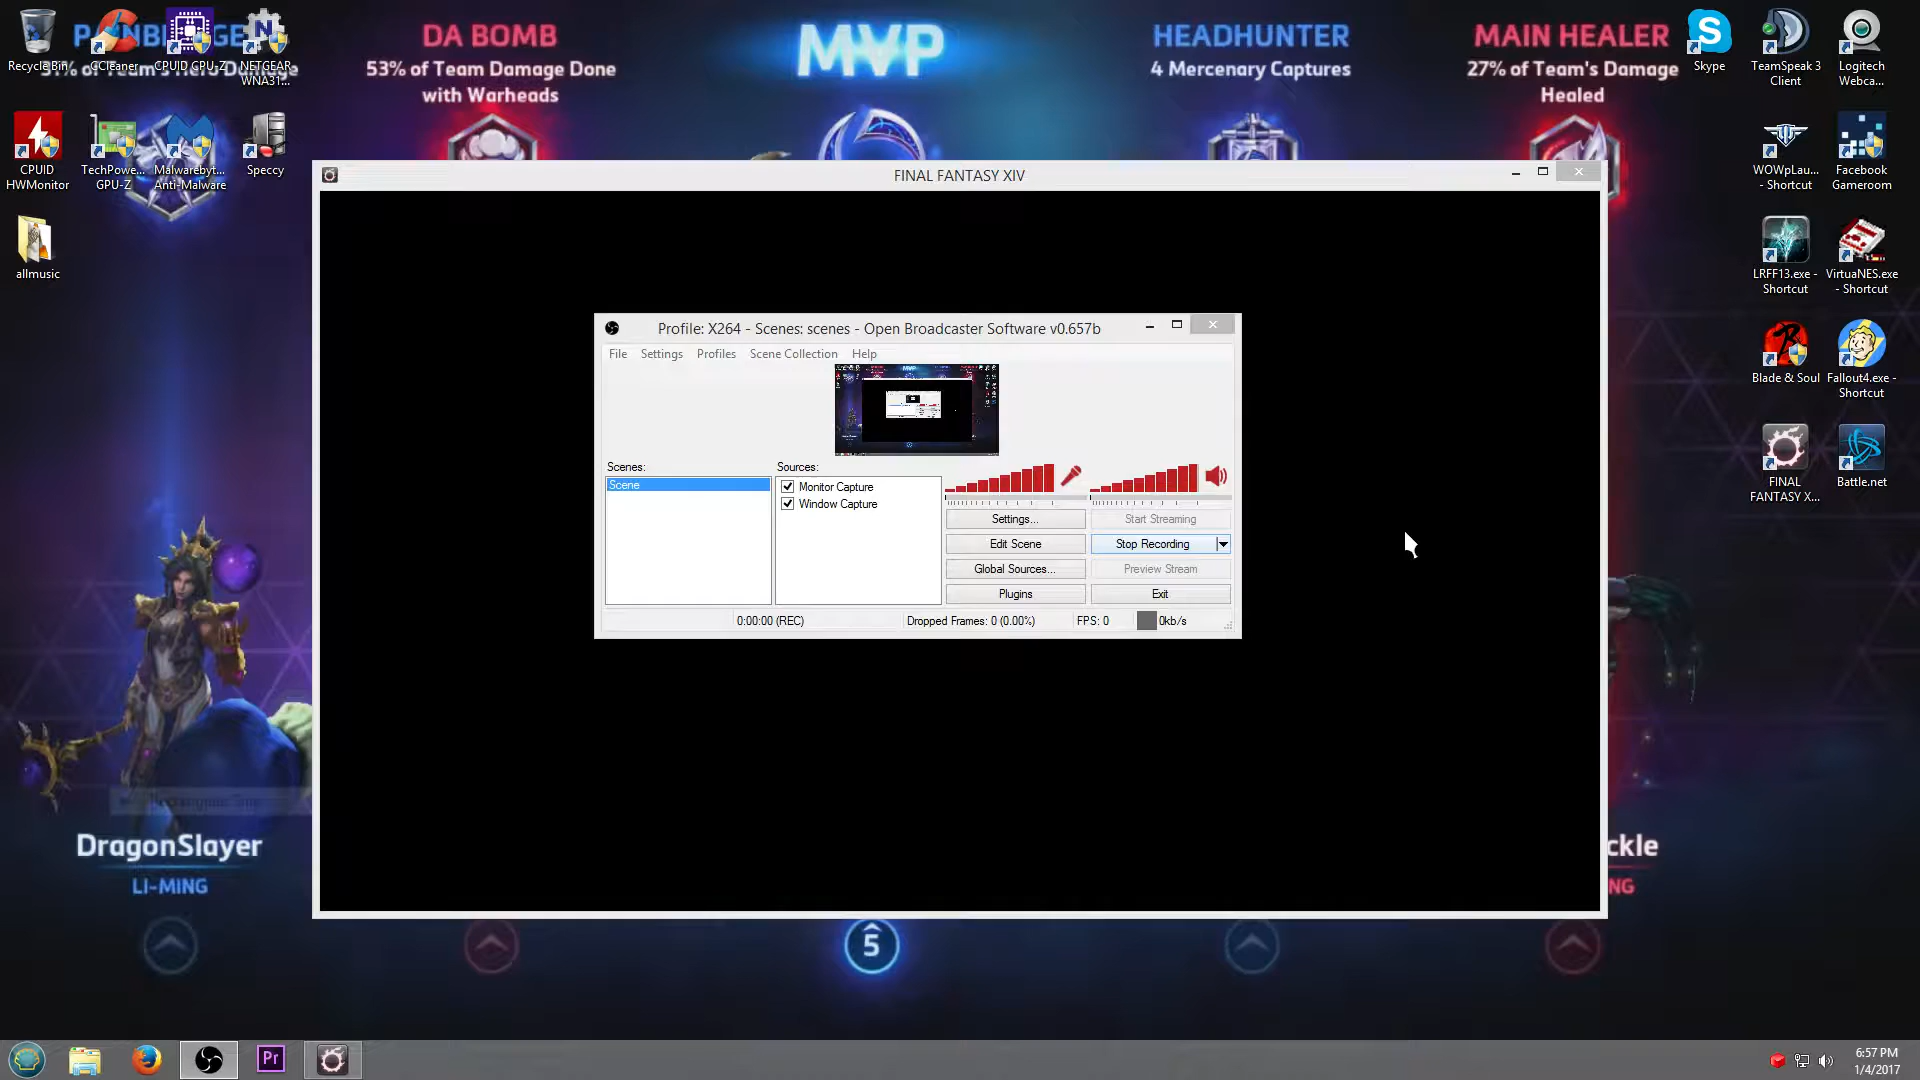 DA BOMB
53% of Team Damage Done
with Warheads
MVP
HEADHUNTER
4 Mercenary Captures
MAIN HEALER
27% of Team's Damage
Healed
Recycle Bin
CCleaner
CPUID CPU-Z
NETGEAR
WNA31...
CPUID
HWMonitor
TechPowe...
GPU-Z
Malwarebyt...
Anti-Malware
Speccy
allmusic
Skype
TeamSpeak 3
Client
Logitech
Webca...
WOWpLau...
- Shortcut
Facebook
Gameroom
LRFF13.exe -
Shortcut
VirtuaNES.exe
- Shortcut
Blade & Soul
Fallout4.exe -
Shortcut
FINAL
FANTASY X...
Battle.net
FINAL FANTASY XIV
Profile: X264 - Scenes: scenes - Open Broadcaster Software v0.657b
File Settings Profiles Scene Collection Help
Scenes:
Scene
Sources:
Monitor Capture
Window Capture
Settings...
Start Streaming
Edit Scene
Stop Recording
Global Sources...
Preview Stream
Plugins
Exit
0:00:00 (REC)
Dropped Frames: 0 (0.00%)
FPS: 0
0kb/s
DragonSlayer
LI-MING
ckle
NG
5
Pr
6:57 PM
1/4/2017